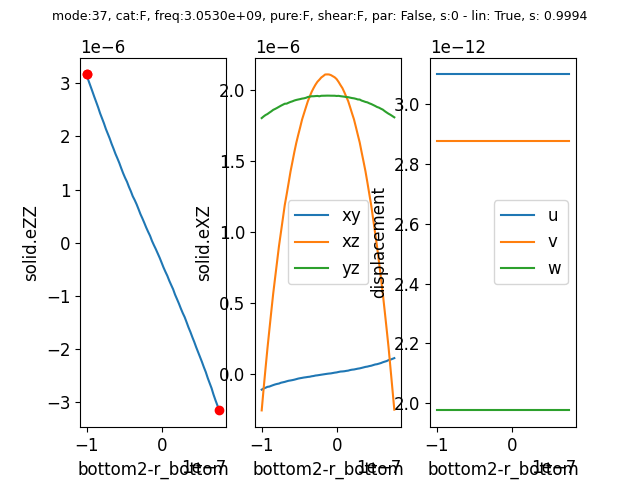 mode:37, cat:F, freq:3.0530e+09, pure:F, shear:F, par: False, s:0 - lin: True, s: 0.9994
1e−6
3
2
1
0
−1
−2
−3
solid.eZZ
−1
0
1e−7
bottom2-r_bottom
1e−6
2.0
1.5
1.0
0.5
0.0
solid.eXZ
xy
xz
yz
−1
0
1e−7
bottom2-r_bottom
1e−12
3.0
2.8
2.6
2.4
2.2
2.0
displacement
u
v
w
−1
0
1e−7
bottom2-r_bottom